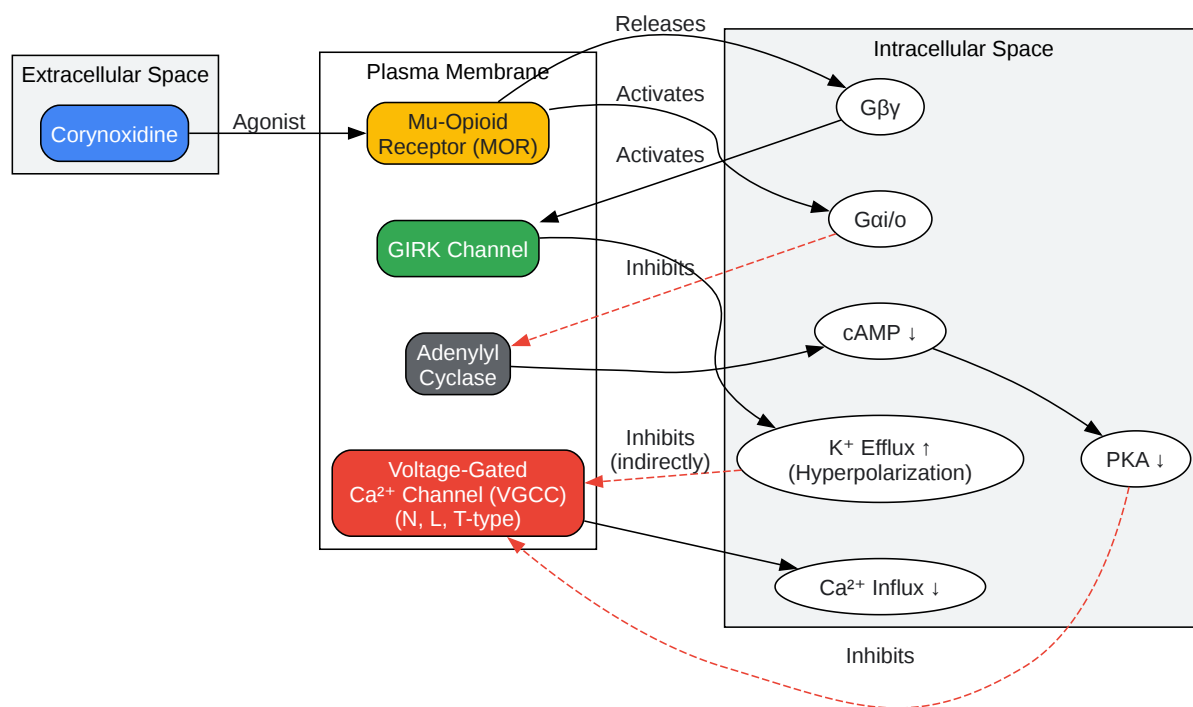 Releases
Intracellular Space
Plasma Membrane
Extracellular Space
Corynoxidine
Agonist
Mu-Opioid
Receptor (MOR)
Activates
Gβγ
Activates
Gαi/o
GIRK Channel
Inhibits
cAMP ↓
Adenylyl
Cyclase
Inhibits
(indirectly)
K⁺ Efflux ↑
(Hyperpolarization)
PKA ↓
Voltage-Gated
Ca²⁺ Channel (VGCC)
(N, L, T-type)
Ca²⁺ Influx ↓
Inhibits